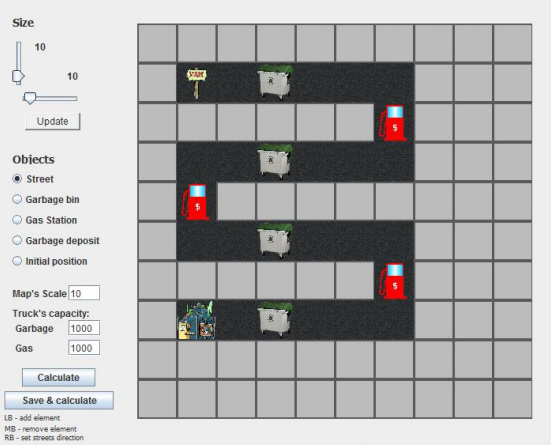 Size
10
10
Update
Objects
Street
Garbage bin
Gas Station
Garbage deposit
Initial position
Map's Scale 10
Truck's capacity:
Garbage 1000
Gas 1000
Calculate
Save & calculate
LB - add element
MB - remove element
RB - set streets direction
$
$
$